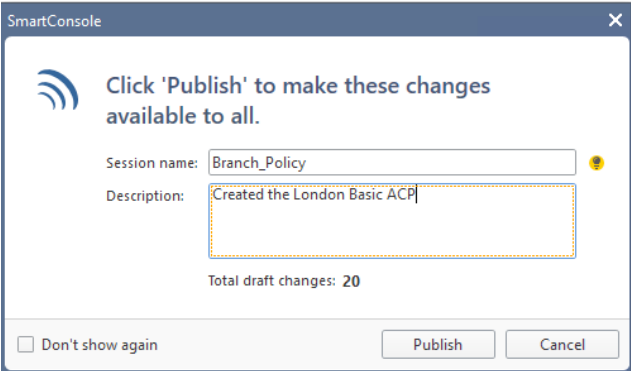 SmartConsole
Click 'Publish' to make these changes
available to all.
Session name: Branch_Policy
Description: Created the London Basic ACP
Total draft changes: 20
Don't show again
Publish Cancel